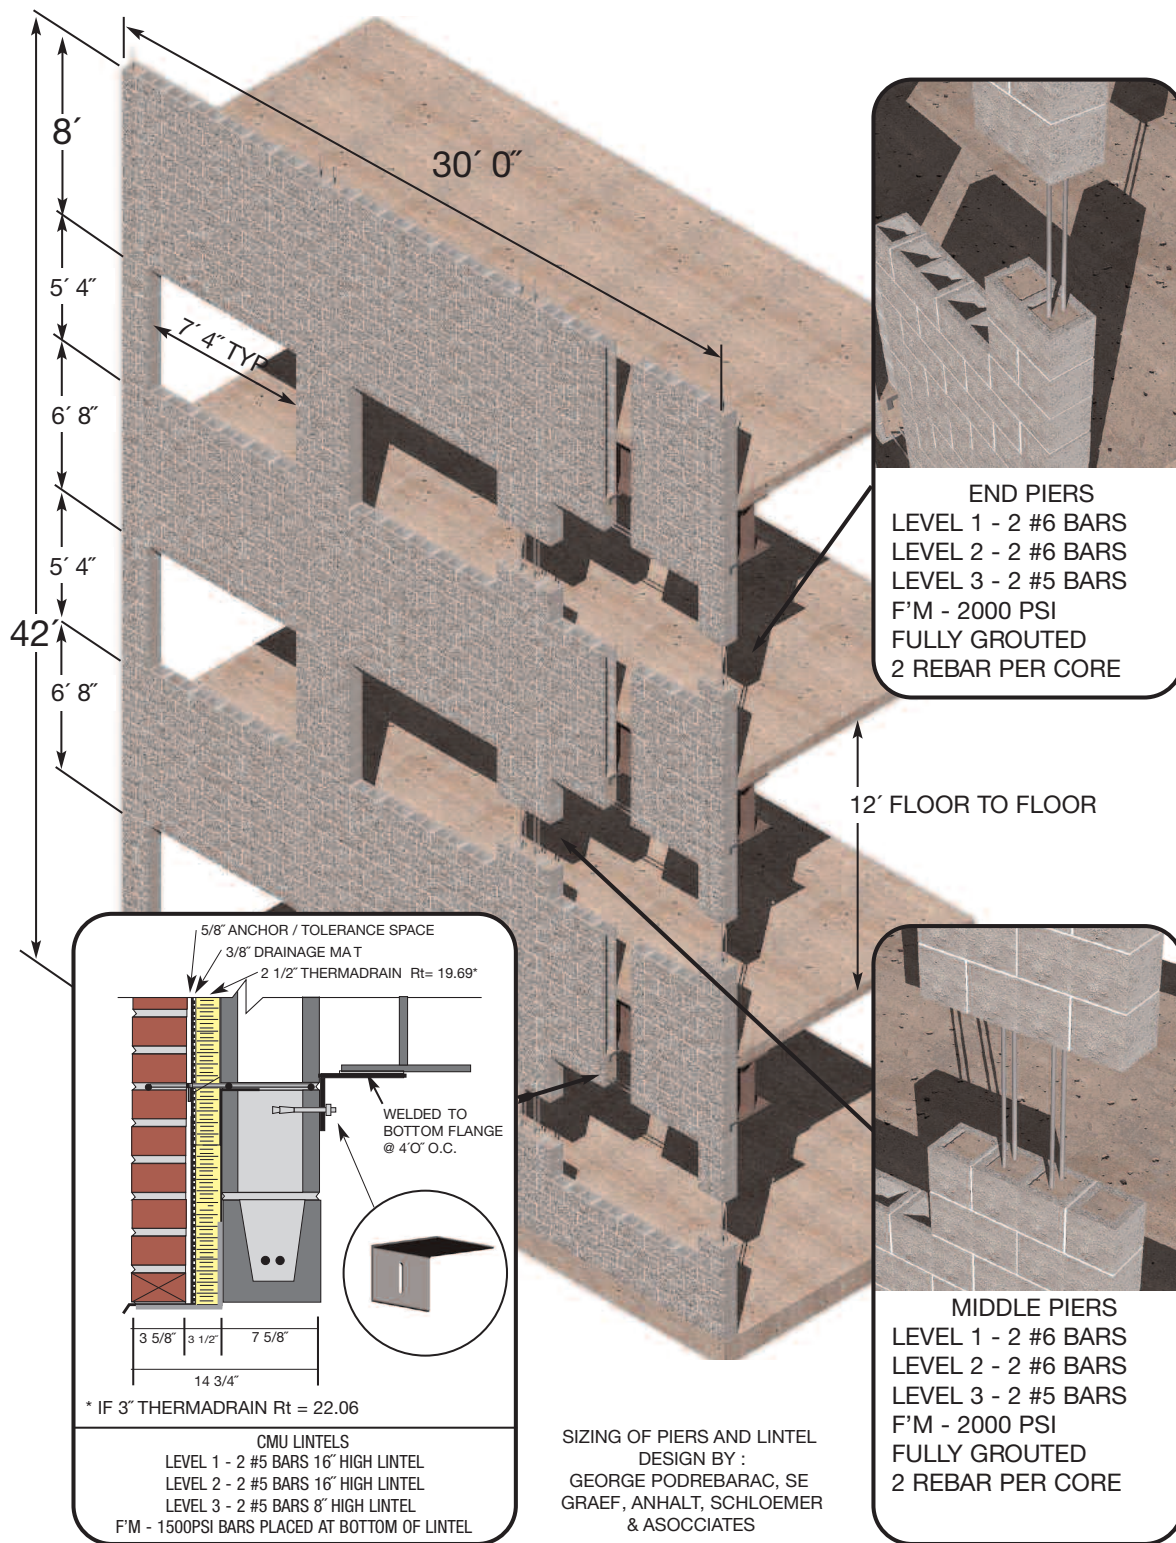 8′
30′ 0″
5′ 4″
7′ 4″ TYP
6′ 8″
5′ 4″
42′
6′ 8″
12′ FLOOR TO FLOOR
END PIERS
LEVEL 1 - 2 #6 BARS
LEVEL 2 - 2 #6 BARS
LEVEL 3 - 2 #5 BARS
F’M - 2000 PSI
FULLY GROUTED
2 REBAR PER CORE
5/8″ ANCHOR / TOLERANCE SPACE
3/8″ DRAINAGE MAT
2 1/2″ THERMADRAIN Rt= 19.69*
WELDED TO
BOTTOM FLANGE
@ 4′O″ O.C.
3 5/8″
3 1/2″
7 5/8″
14 3/4″
* IF 3″ THERMADRAIN Rt = 22.06
CMU LINTELS
LEVEL 1 - 2 #5 BARS 16″ HIGH LINTEL
LEVEL 2 - 2 #5 BARS 16″ HIGH LINTEL
LEVEL 3 - 2 #5 BARS 8″ HIGH LINTEL
F’M - 1500PSI BARS PLACED AT BOTTOM OF LINTEL
SIZING OF PIERS AND LINTEL
DESIGN BY :
GEORGE PODREBARAC, SE
GRAEF, ANHALT, SCHLOEMER
& ASOCCIATES
MIDDLE PIERS
LEVEL 1 - 2 #6 BARS
LEVEL 2 - 2 #6 BARS
LEVEL 3 - 2 #5 BARS
F’M - 2000 PSI
FULLY GROUTED
2 REBAR PER CORE